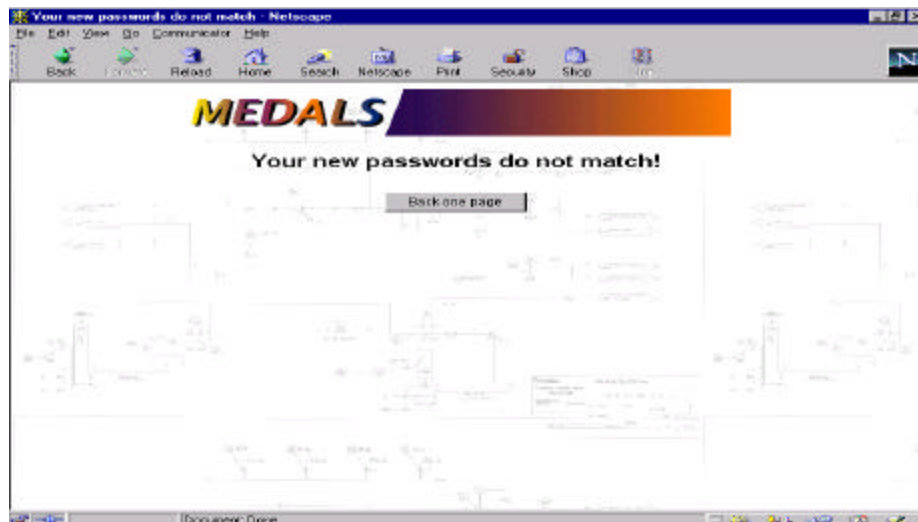 Your new passwords do not match - Netscape
File Edit View Go Communicator Help
Back Forward Reload Home Search Netscape Print Security Shop Stop
MEDALS
Your new passwords do not match!
Back one page
Document: Done